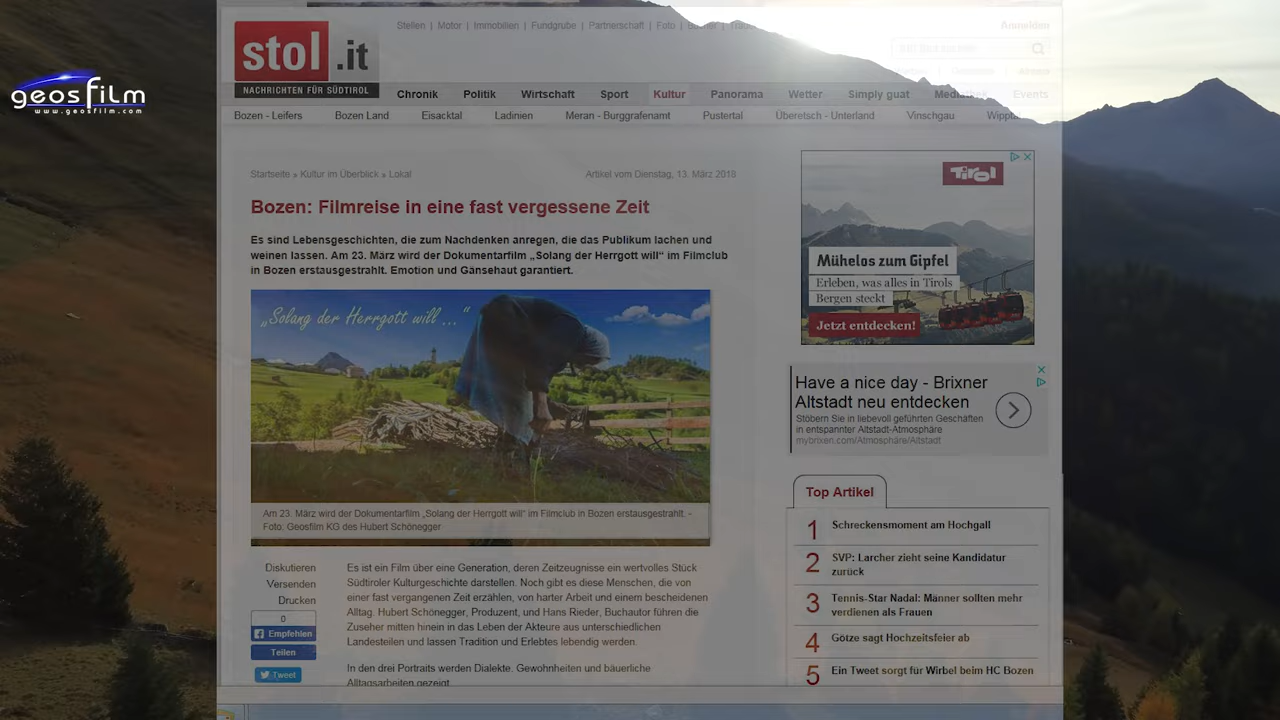 Stellen | Motor | Immobilien | Fundgrube | Partnerschaft | Foto |
Anmelden
stol.it
NACHRICHTEN FÜR SÜDTIROL
geosfilm
www.geosfilm.com
Chronik Politik Wirtschaft Sport Kultur Panorama Wetter Simply guat Mediathek Events
Bozen - Leifers Bozen Land Eisacktal Ladinien Meran - Burggrafenamt Pustertal Überetsch - Unterland Vinschgau
Startseite » Kultur im Überblick » Lokal
Artikel vom Dienstag, 13. März 2018
Bozen: Filmreise in eine fast vergessene Zeit
Es sind Lebensgeschichten, die zum Nachdenken anregen, die das Publikum lachen und
weinen lassen. Am 23. März wird der Dokumentarfilm „Solang der Herrgott will“ im Filmclub
in Bozen erstausgestrahlt. Emotion und Gänsehaut garantiert.
„Solang der Herrgott will ...“
Am 23. März wird der Dokumentarfilm „Solang der Herrgott will“ im Filmclub in Bozen erstausgestrahlt. -
Foto: Geosfilm KG des Hubert Schönegger
Diskutieren
Versenden
Drucken
0
Empfehlen
Teilen
Tweet
Es ist ein Film über eine Generation, deren Zeitzeugnisse ein wertvolles Stück
Südtiroler Kulturgeschichte darstellen. Noch gibt es diese Menschen, die von
einer fast vergangenen Zeit erzählen, von harter Arbeit und einem bescheidenen
Alltag. Hubert Schönegger, Produzent, und Hans Rieder, Buchautor führen die
Zuseher mitten hinein in das Leben der Akteure aus unterschiedlichen
Landesteilen und lassen Tradition und Erlebtes lebendig werden.
In den drei Portraits werden Dialekte. Gewohnheiten und bäuerliche
Alltagsarbeiten gezeigt.
Tirol
Mühelos zum Gipfel
Erleben, was alles in Tirols
Bergen steckt
Jetzt entdecken!
Have a nice day - Brixner
Altstadt neu entdecken
Stöbern Sie in liebevoll geführten Geschäften
in entspannter Altstadt-Atmosphäre
mybrixen.com/Atmosphäre/Altstadt
Top Artikel
1 Schreckensmoment am Hochgall
2 SVP: Larcher zieht seine Kandidatur
zurück
3 Tennis-Star Nadal: Männer sollten mehr
verdienen als Frauen
4 Götze sagt Hochzeitsfeier ab
5 Ein Tweet sorgt für Wirbel beim HC Bozen